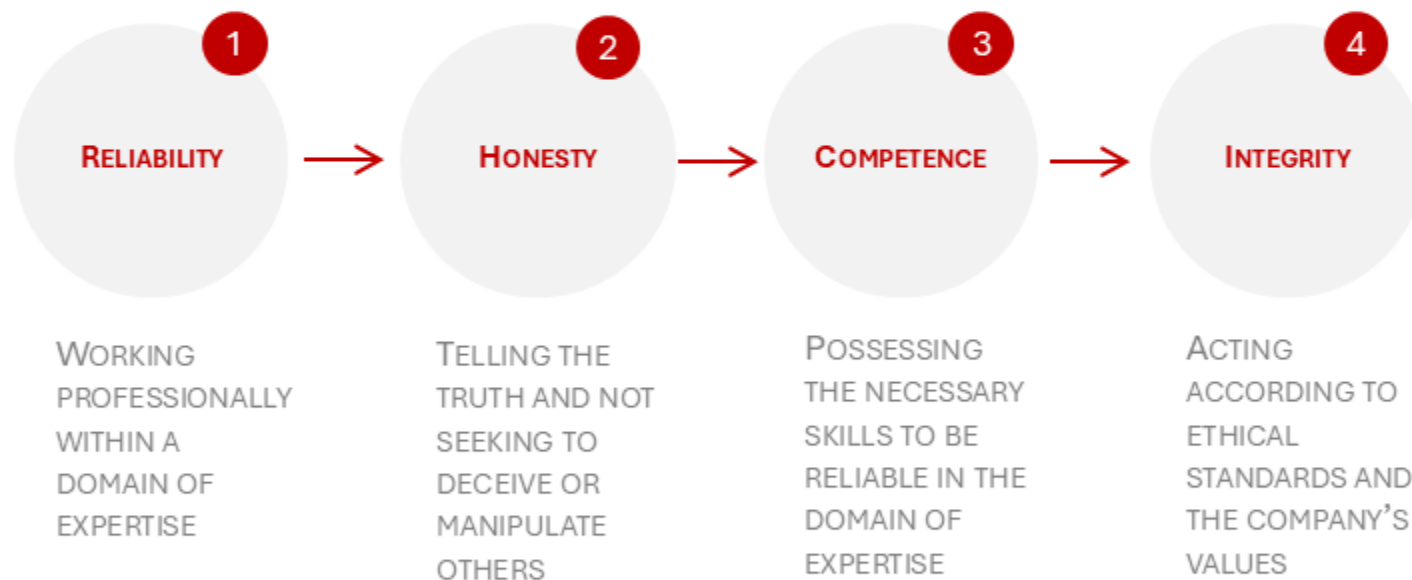 1
RELIABILITY
WORKING
PROFESSIONALLY
WITHIN A
DOMAIN OF
EXPERTISE
2
HONESTY
TELLING THE
TRUTH AND NOT
SEEKING TO
DECEIVE OR
MANIPULATE
OTHERS
3
COMPETENCE
POSSESSING
THE NECESSARY
SKILLS TO BE
RELIABLE IN THE
DOMAIN OF
EXPERTISE
4
INTEGRITY
ACTING
ACCORDING TO
ETHICAL
STANDARDS AND
THE COMPANY’S
VALUES